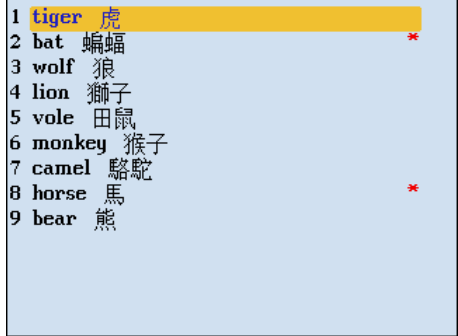 1 tiger 虎
2 bat 蝙蝠 *
3 wolf 狼
4 lion 獅子
5 vole 田鼠
6 monkey 猴子
7 camel 駱駝
8 horse 馬 *
9 bear 熊